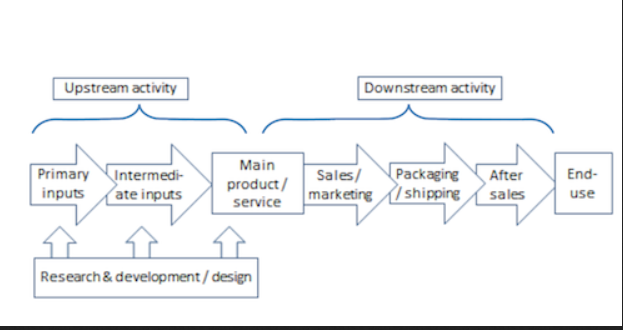 Upstream activity
Downstream activity
Primary
inputs
Intermedi-
ate inputs
Main
product /
service
Sales /
marketing
Packaging
/ shipping
After
sales
End-
use
Research & development / design